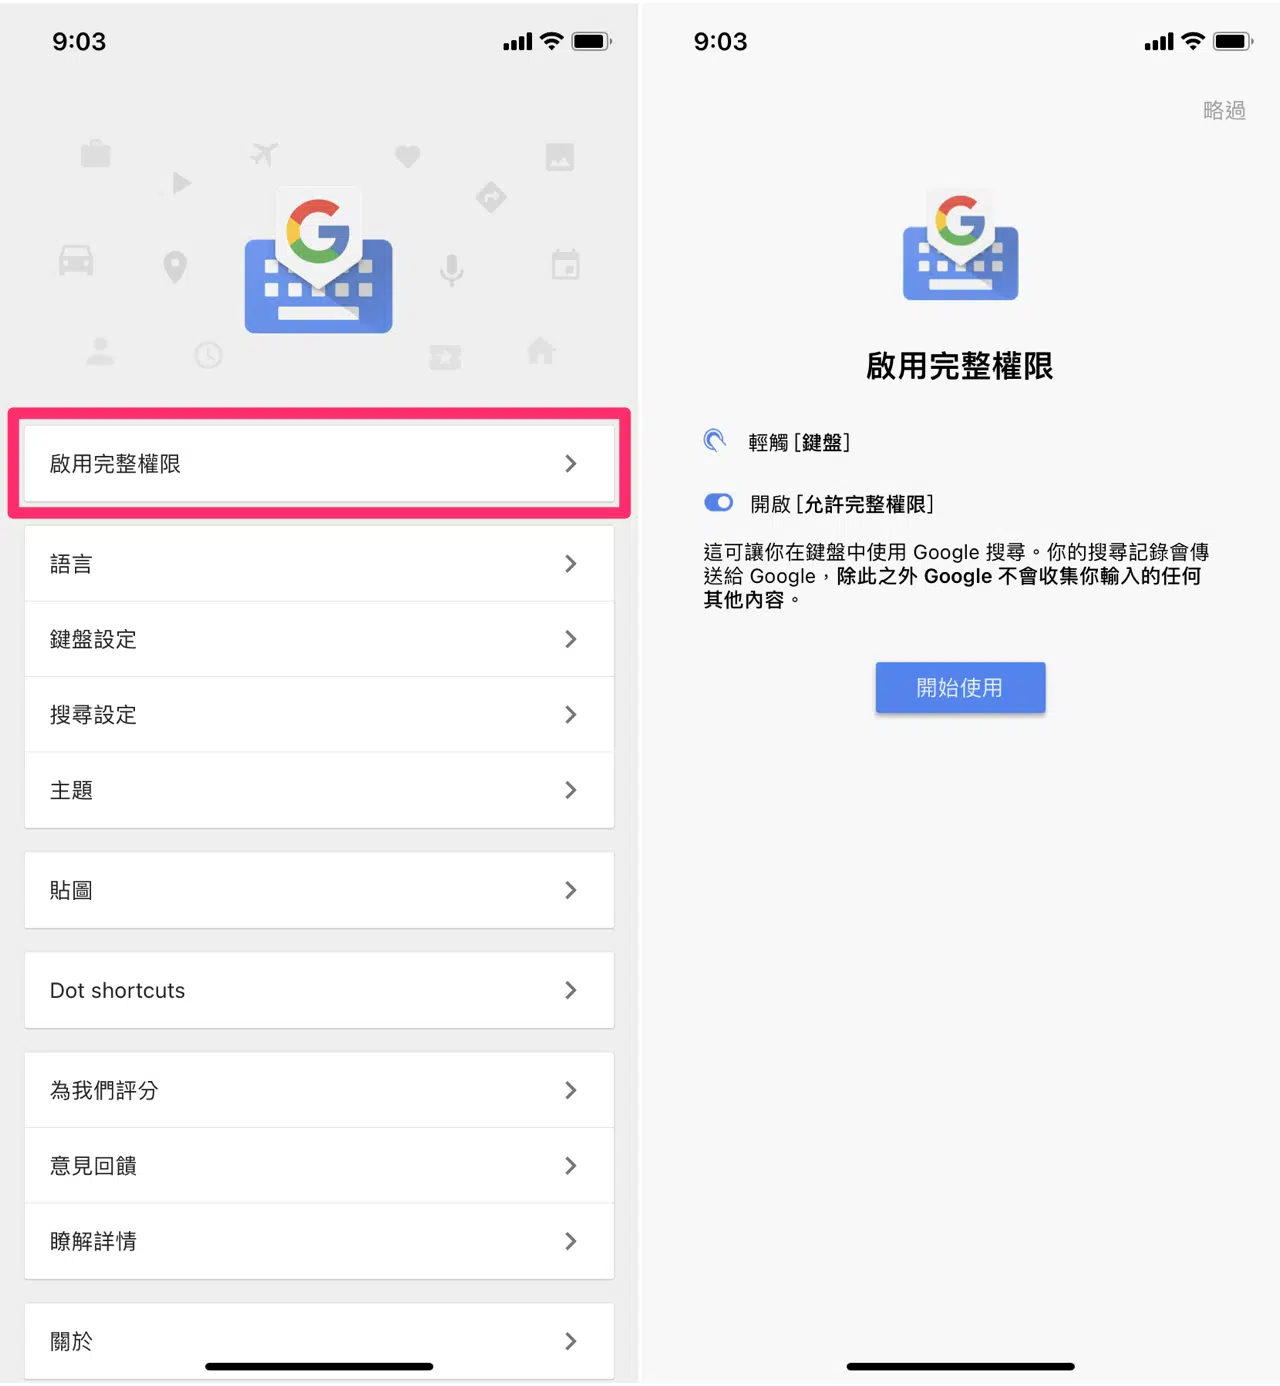 9:03
啟用完整權限
語言
鍵盤設定
搜尋設定
主題
貼圖
Dot shortcuts
為我們評分
意見回饋
瞭解詳情
關於
9:03
略過
啟用完整權限
輕觸 [鍵盤]
開啟 [允許完整權限]
這可讓你在鍵盤中使用 Google 搜尋。你的搜尋記錄會傳
送給 Google，除此之外 Google 不會收集你輸入的任何
其他內容。
開始使用